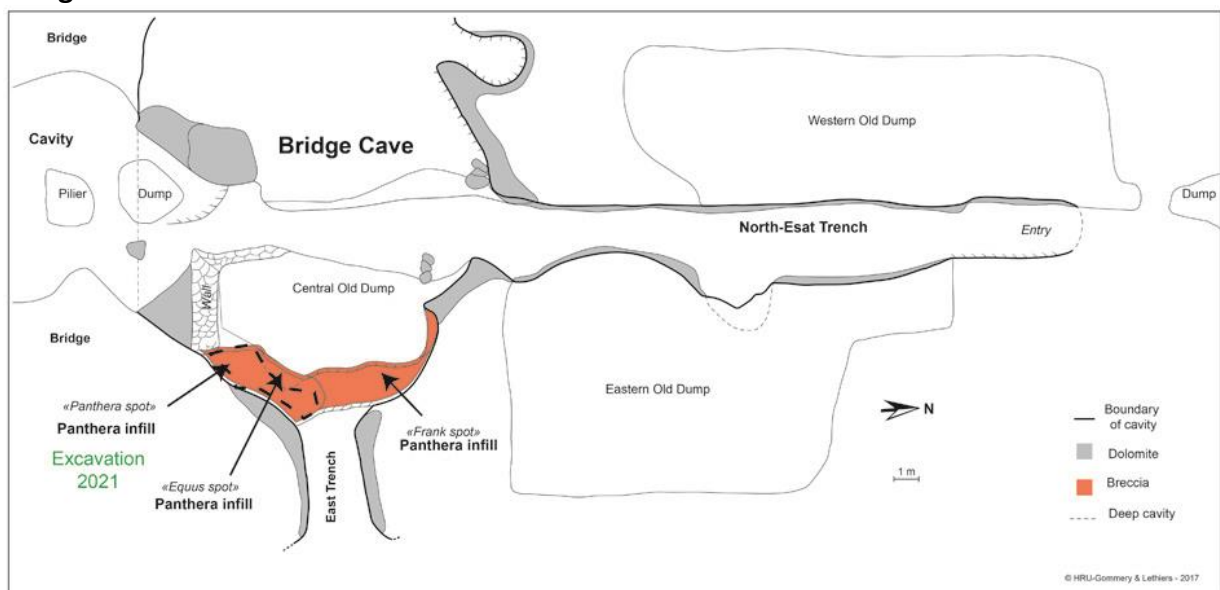 Bridge
Cavity
Pilier
Dump
Bridge Cave
Western Old Dump
Dump
North-Esat Trench
Entry
Wall
Central Old Dump
Bridge
Eastern Old Dump
«Panthera spot»
Panthera infill
Excavation
2021
«Equus spot»
Panthera infill
«Frank spot»
Panthera infill
East Trench
N
1 m
Boundary
of cavity
Dolomite
Breccia
Deep cavity
© HRU-Gommery & Lethiers - 2017